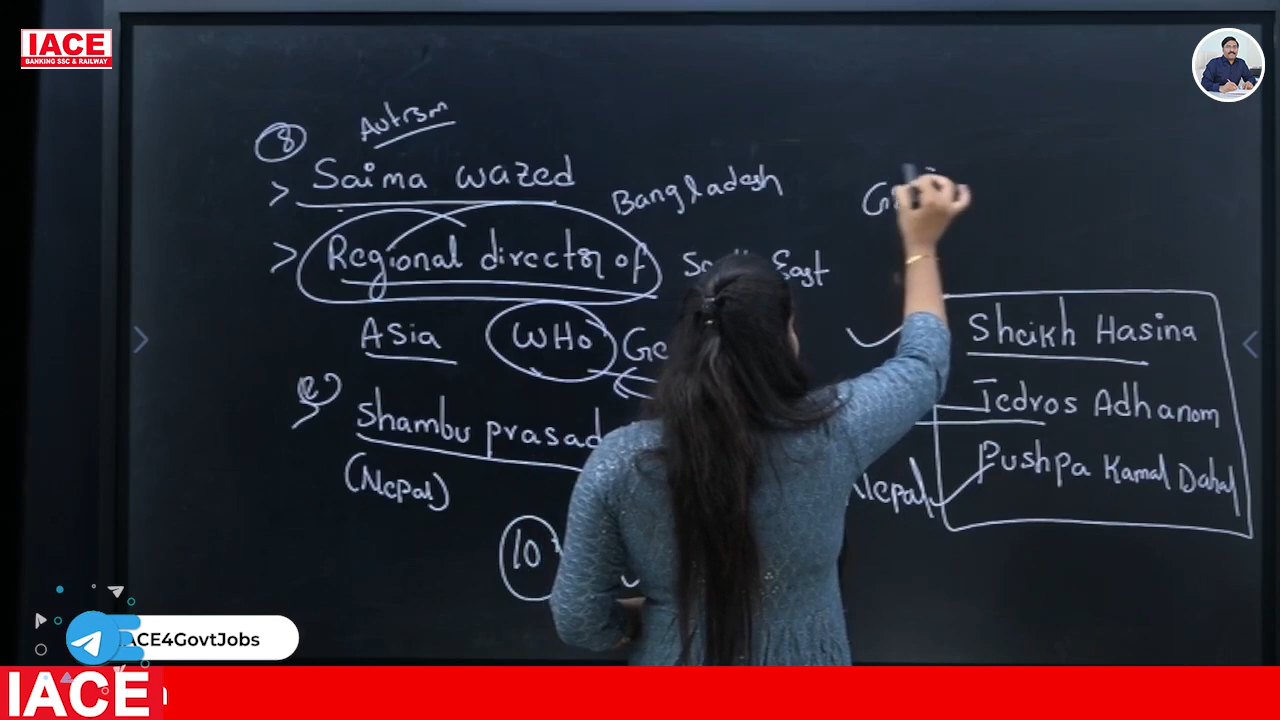 IACE
BANKING SSC & RAILWAY
8
Autism
> Saima wazed
Bangladesh
> Regional director of
East
Asia
WHO
Sheikh Hasina
Tedros Adhanom
Pushpa Kamal Dahal
Shambu prasad
(Nepal)
Nepal
10
IACE4GovtJobs
IACE